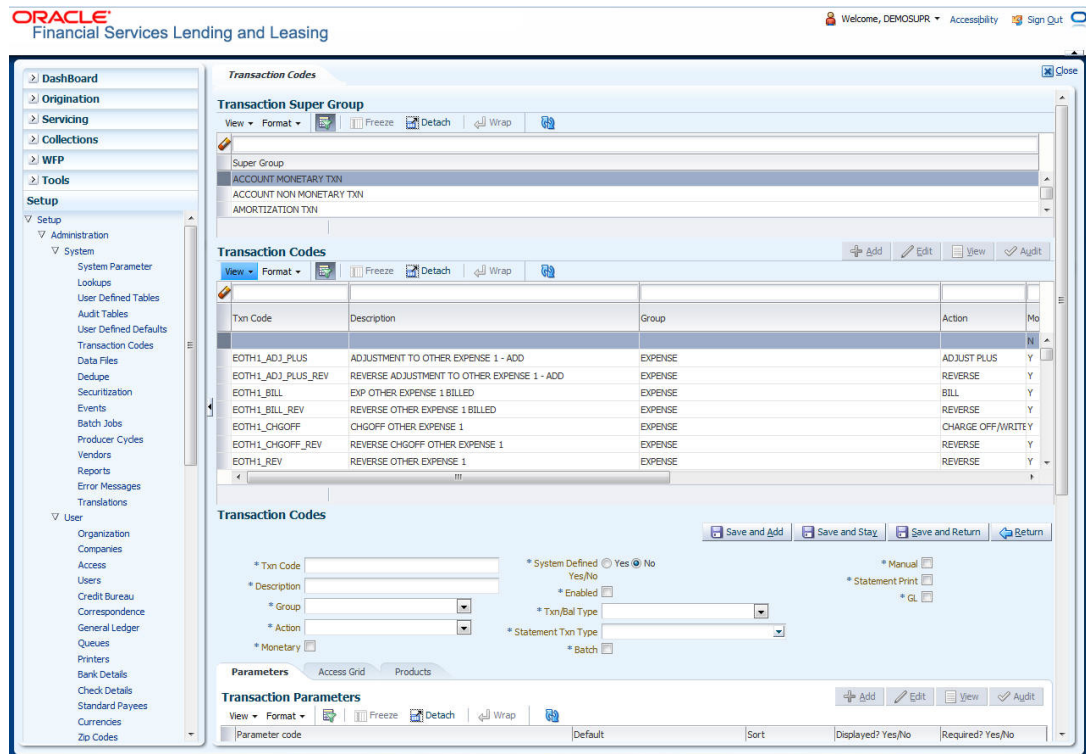 ORACLE
Financial Services Lending and Leasing
Welcome, DEMOSUPR Accessibility Sign Out
Close
DashBoard
Origination
Servicing
Collections
WFP
Tools
Setup
Setup
Administration
System
System Parameter
Lookups
User Defined Tables
Audit Tables
User Defined Defaults
Transaction Codes
Data Files
Dedupe
Securitization
Events
Batch Jobs
Producer Cycles
Vendors
Reports
Error Messages
Translations
User
Organization
Companies
Access
Users
Credit Bureau
Correspondence
General Ledger
Queues
Printers
Bank Details
Check Details
Standard Payees
Currencies
Zip Codes
Transaction Codes
Transaction Super Group
View Format Freeze Detach Wrap
Super Group
ACCOUNT MONETARY TXN
ACCOUNT NON MONETARY TXN
AMORTIZATION TXN
Transaction Codes
Add Edit View Audit
View Format Freeze Detach Wrap
Txn Code Description Group Action Mo
N
EOTH1_ADJ_PLUS ADJUSTMENT TO OTHER EXPENSE 1 - ADD EXPENSE ADJUST PLUS Y
EOTH1_ADJ_PLUS_REV REVERSE ADJUSTMENT TO OTHER EXPENSE 1 - ADD EXPENSE REVERSE Y
EOTH1_BILL EXP OTHER EXPENSE 1 BILLED EXPENSE BILL Y
EOTH1_BILL_REV REVERSE OTHER EXPENSE 1 BILLED EXPENSE REVERSE Y
EOTH1_CHGOFF CHGOFF OTHER EXPENSE 1 EXPENSE CHARGE OFF/WRITE Y
EOTH1_CHGOFF_REV REVERSE CHGOFF OTHER EXPENSE 1 EXPENSE REVERSE Y
EOTH1_REV REVERSE OTHER EXPENSE 1 EXPENSE REVERSE Y
Transaction Codes
Save and Add Save and Stay Save and Return Return
* Txn Code
* Description
* Group
* Action
* Monetary
* System Defined Yes/No Yes No
* Enabled
* Txn/Bal Type
* Statement Txn Type
* Batch
* Manual
* Statement Print
* GL
Parameters Access Grid Products
Transaction Parameters
Add Edit View Audit
View Format Freeze Detach Wrap
Parameter code Default Sort Displayed? Yes/No Required? Yes/No